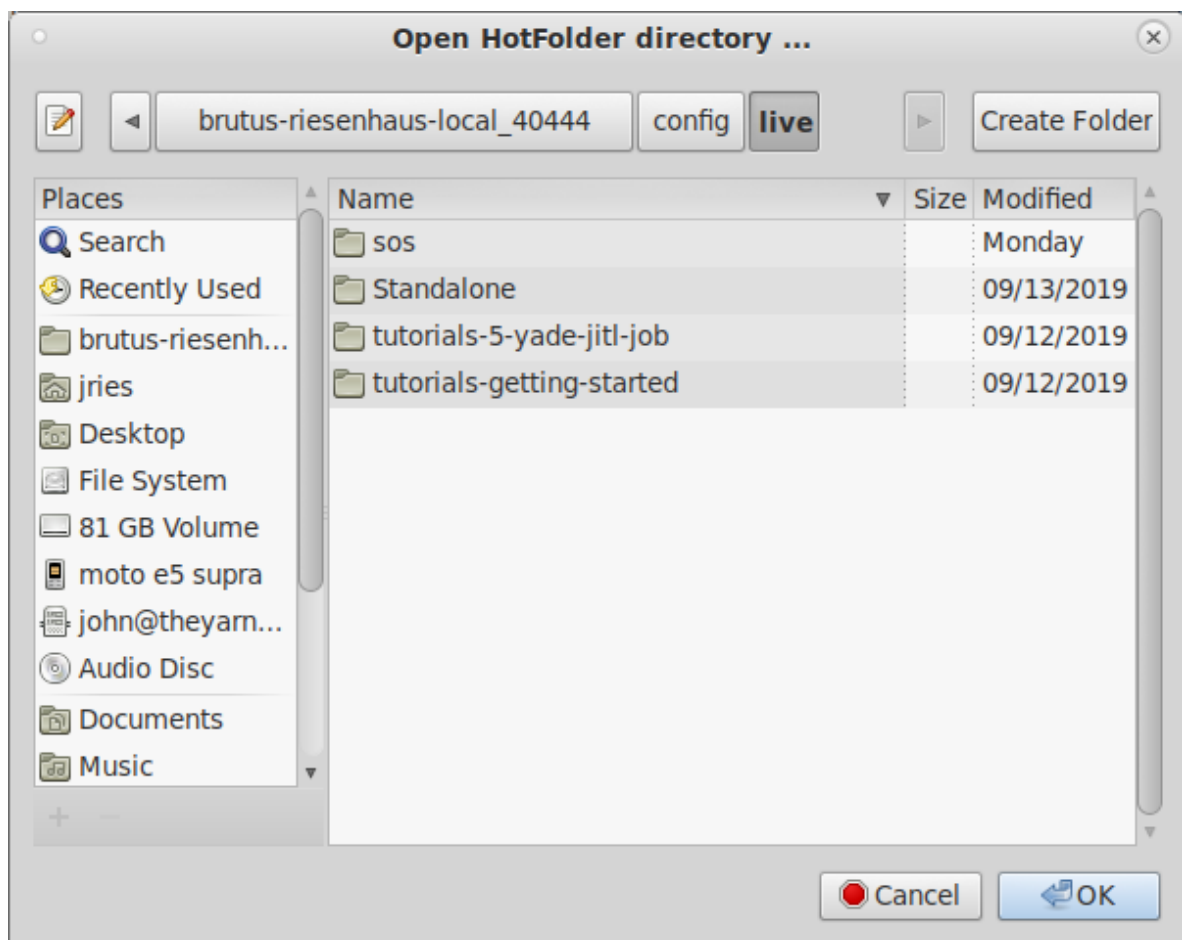 Open HotFolder directory ...
brutus-riesenhaus-local_40444 config live Create Folder
Places
Search
Recently Used
brutus-riesenh...
jries
Desktop
File System
81 GB Volume
moto e5 supra
john@theyarn...
Audio Disc
Documents
Music
Name Size Modified
sos Monday
Standalone 09/13/2019
tutorials-5-yade-jitl-job 09/12/2019
tutorials-getting-started 09/12/2019
Cancel OK